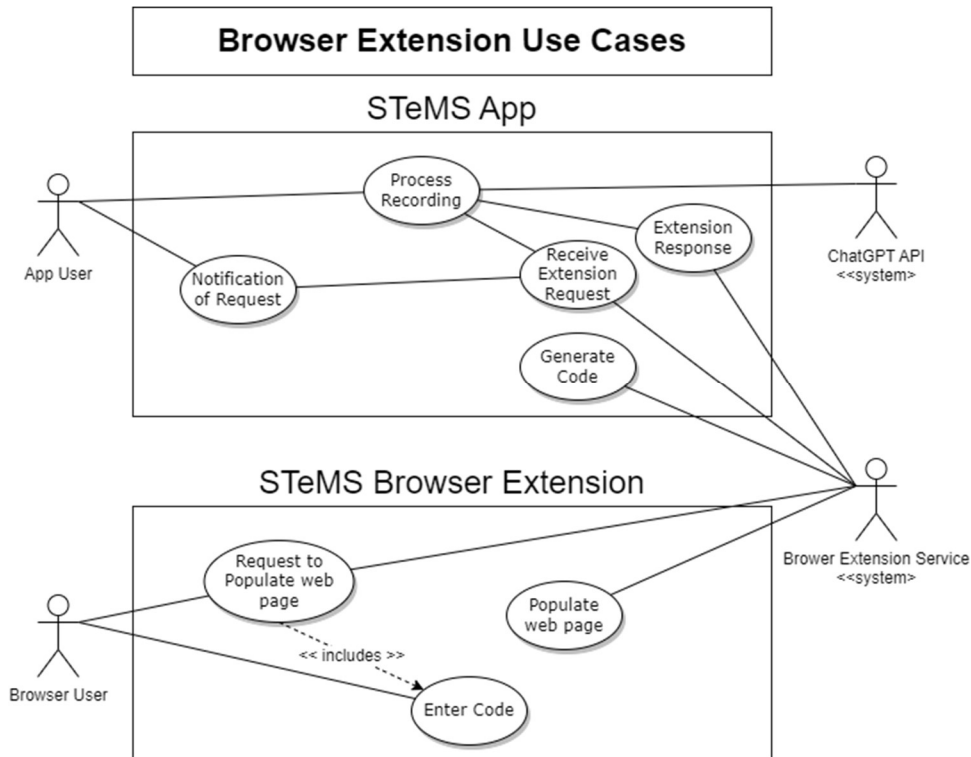 Browser Extension Use Cases
STeMS App
Process
Recording
Extension
Response
Receive
Extension
Request
Notification
of Request
Generate
Code
App User
ChatGPT API
<<system>>
STeMS Browser Extension
Request to
Populate web
page
Populate
web page
<< includes >>
Enter Code
Browser User
Brower Extension Service
<<system>>